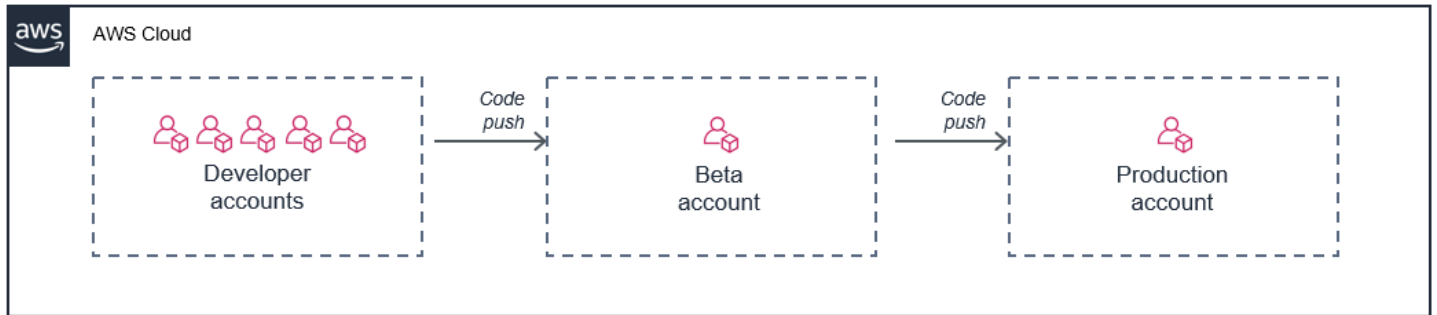 aws
AWS Cloud
Code
push
Code
push
Developer
accounts
Beta
account
Production
account